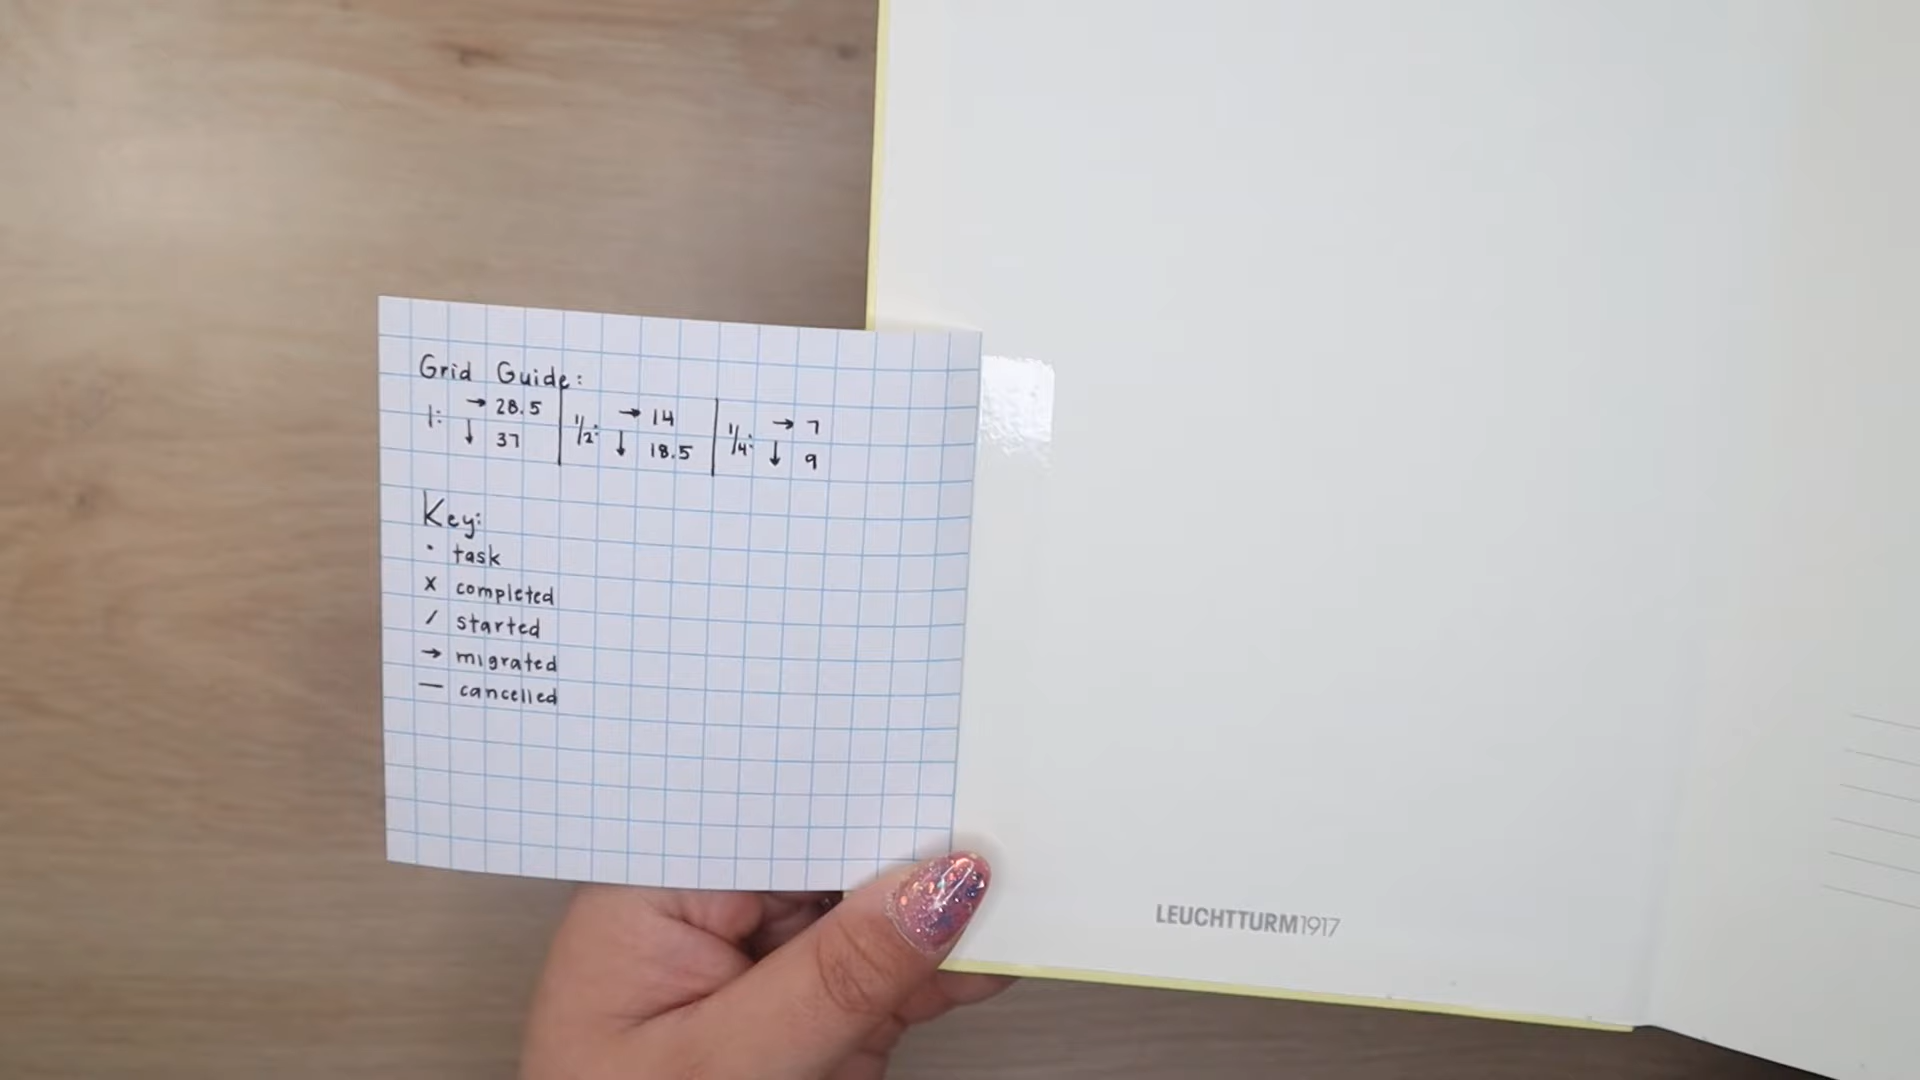 Grid Guide:
1: → 28.5 | 1/2: → 14 | 1/4: → 7
↓ 37 | ↓ 18.5 | ↓ 9
Key:
· task
x completed
/ started
→ migrated
— cancelled
LEUCHTTURM1917